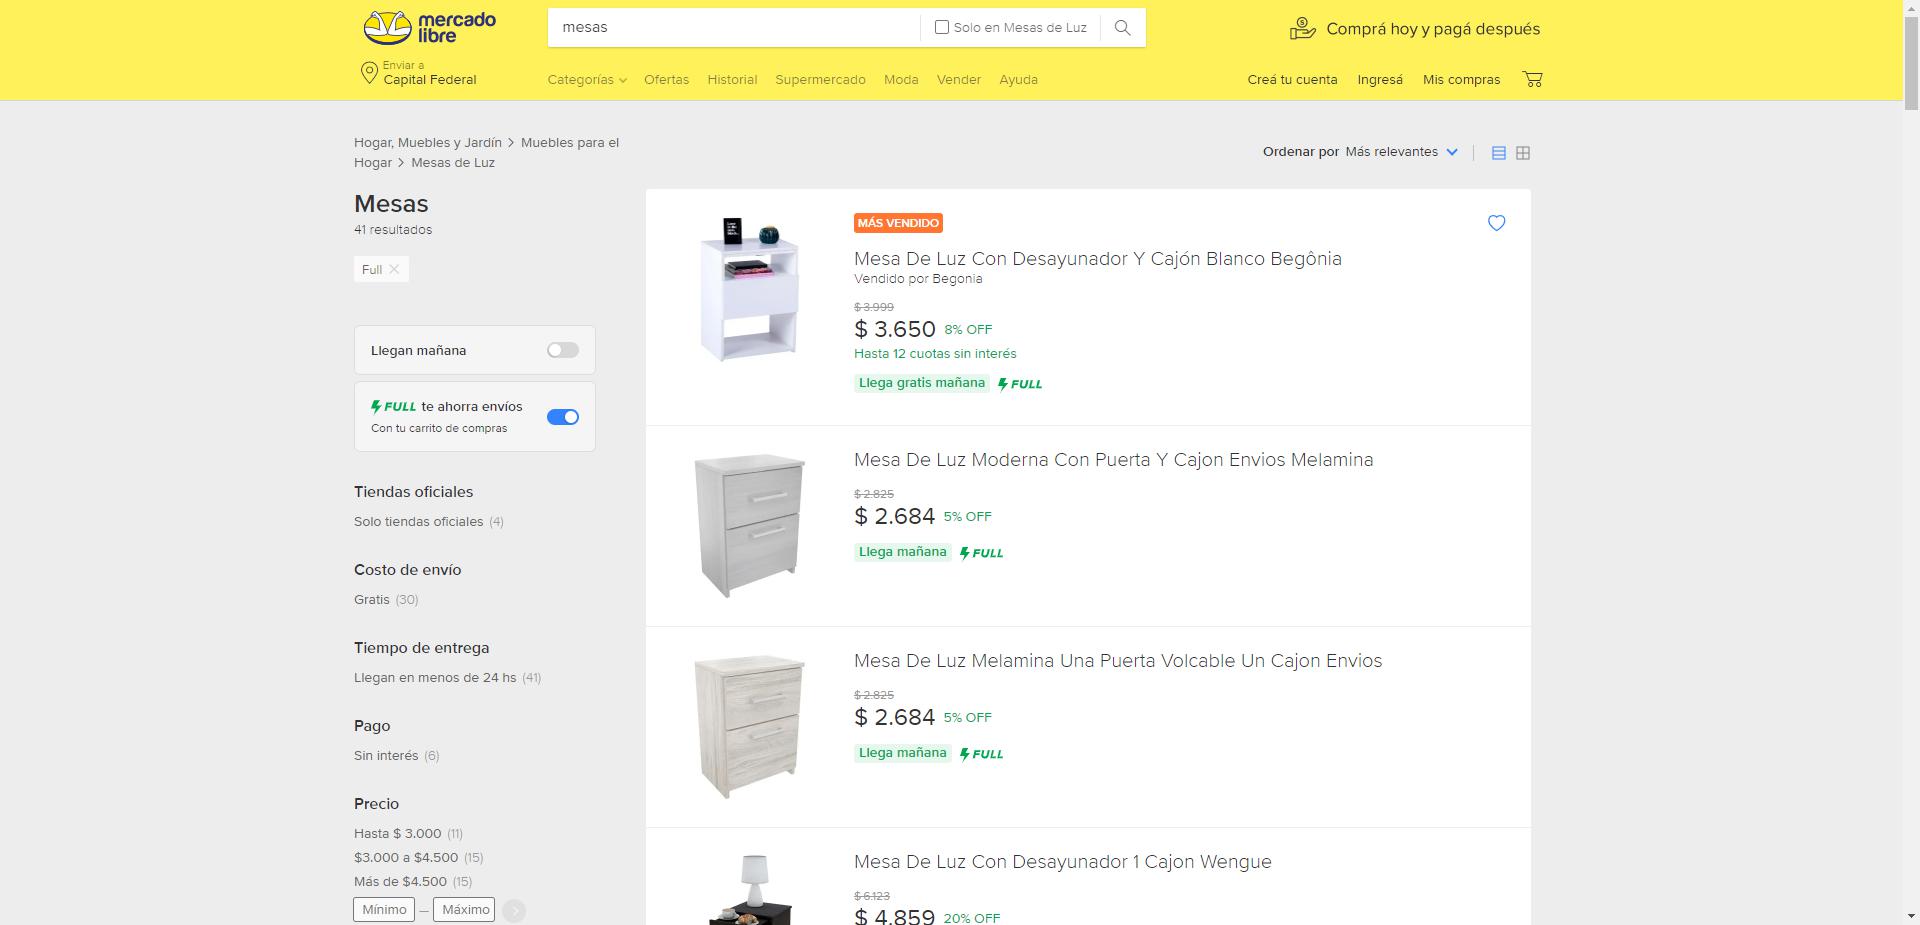 mercado
libre
mesas
Solo en Mesas de Luz
Comprá hoy y pagá después
Enviar a
Capital Federal
Categorías
Ofertas
Historial
Supermercado
Moda
Vender
Ayuda
Creá tu cuenta
Ingresá
Mis compras
Hogar, Muebles y Jardín > Muebles para el
Hogar > Mesas de Luz
Ordenar por Más relevantes
Mesas
41 resultados
Full
Llegan mañana
FULL te ahorra envíos
Con tu carrito de compras
Tiendas oficiales
Solo tiendas oficiales (4)
Costo de envío
Gratis (30)
Tiempo de entrega
Llegan en menos de 24 hs (41)
Pago
Sin interés (6)
Precio
Hasta $ 3.000 (11)
$3.000 a $4.500 (15)
Más de $4.500 (15)
Mínimo — Máximo
MÁS VENDIDO
Mesa De Luz Con Desayunador Y Cajón Blanco Begônia
Vendido por Begonia
$ 3.999
$ 3.650 8% OFF
Hasta 12 cuotas sin interés
Llega gratis mañana FULL
Mesa De Luz Moderna Con Puerta Y Cajon Envios Melamina
$ 2.825
$ 2.684 5% OFF
Llega mañana FULL
Mesa De Luz Melamina Una Puerta Volcable Un Cajon Envios
$ 2.825
$ 2.684 5% OFF
Llega mañana FULL
Mesa De Luz Con Desayunador 1 Cajon Wengue
$ 6.123
$ 4.859 20% OFF